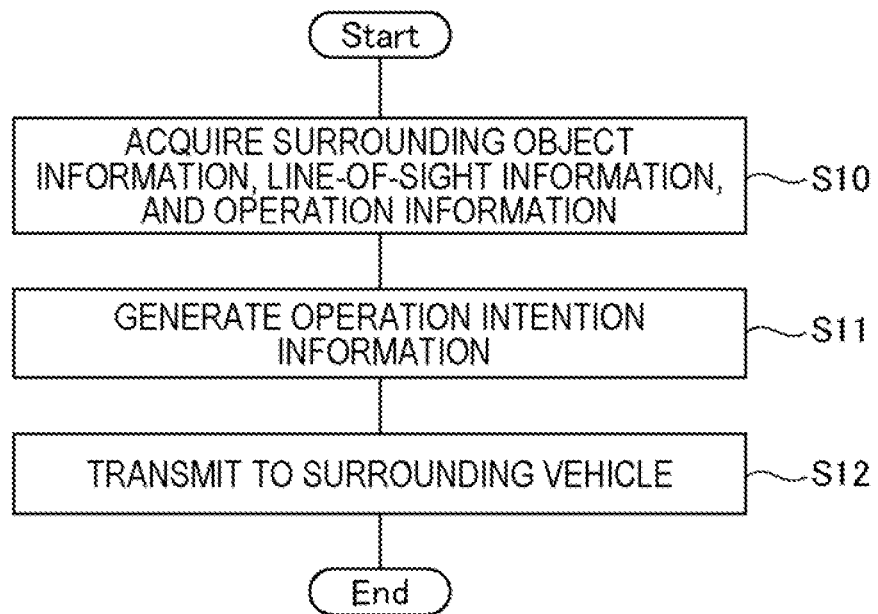 Start
ACQUIRE SURROUNDING OBJECT
INFORMATION, LINE-OF-SIGHT INFORMATION,
AND OPERATION INFORMATION
S10
GENERATE OPERATION INTENTION
INFORMATION
S11
TRANSMIT TO SURROUNDING VEHICLE
S12
End